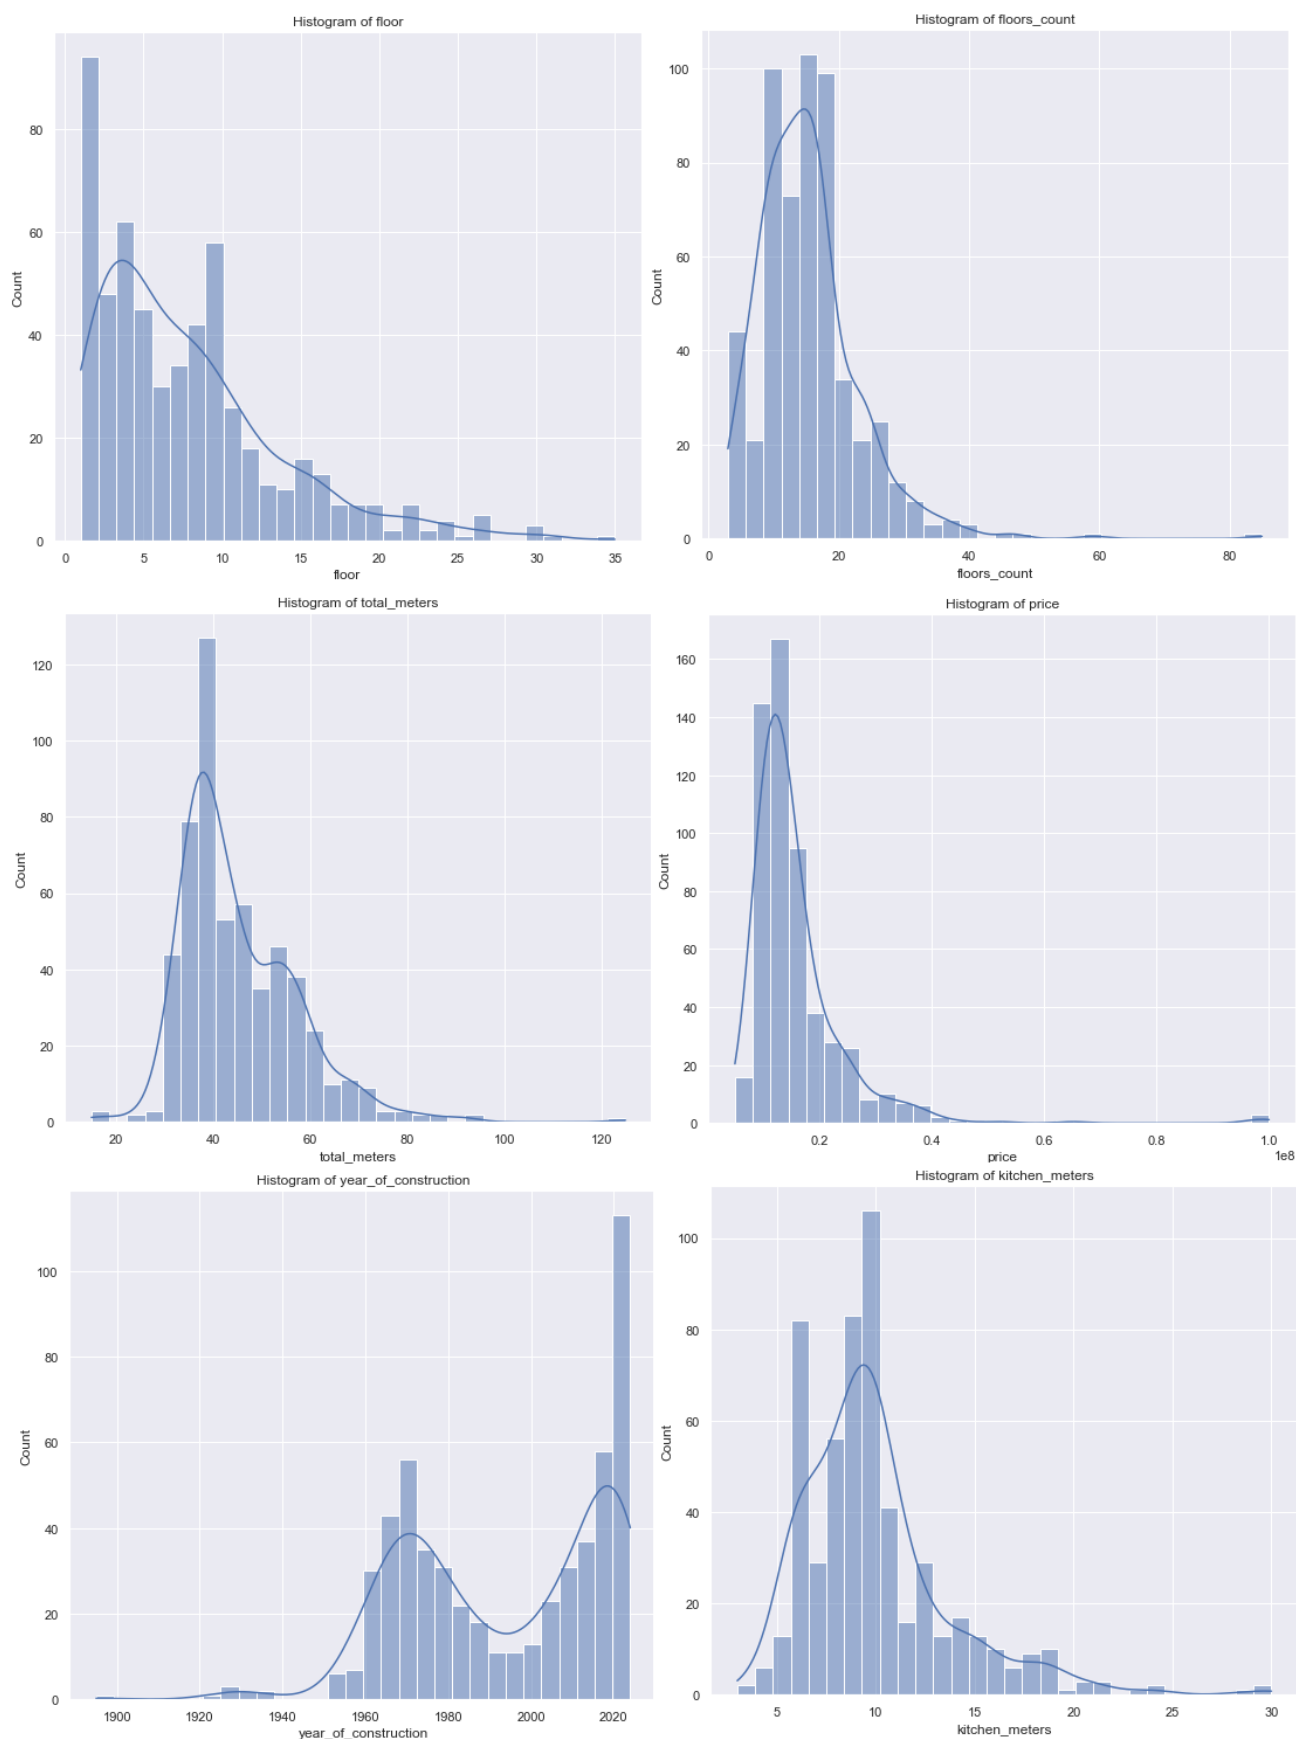 Histogram of floor
80
60
40
20
0
Count
0 5 10 15 20 25 30 35
floor
Histogram of floors_count
100
80
60
40
20
0
Count
0 20 40 60 80
floors_count
Histogram of total_meters
120
100
80
60
40
20
0
Count
20 40 60 80 100 120
total_meters
Histogram of price
160
140
120
100
80
60
40
20
0
Count
0.2 0.4 0.6 0.8 1.0
1e8
price
Histogram of year_of_construction
100
80
60
40
20
0
Count
1900 1920 1940 1960 1980 2000 2020
year_of_construction
Histogram of kitchen_meters
100
80
60
40
20
0
Count
5 10 15 20 25 30
kitchen_meters